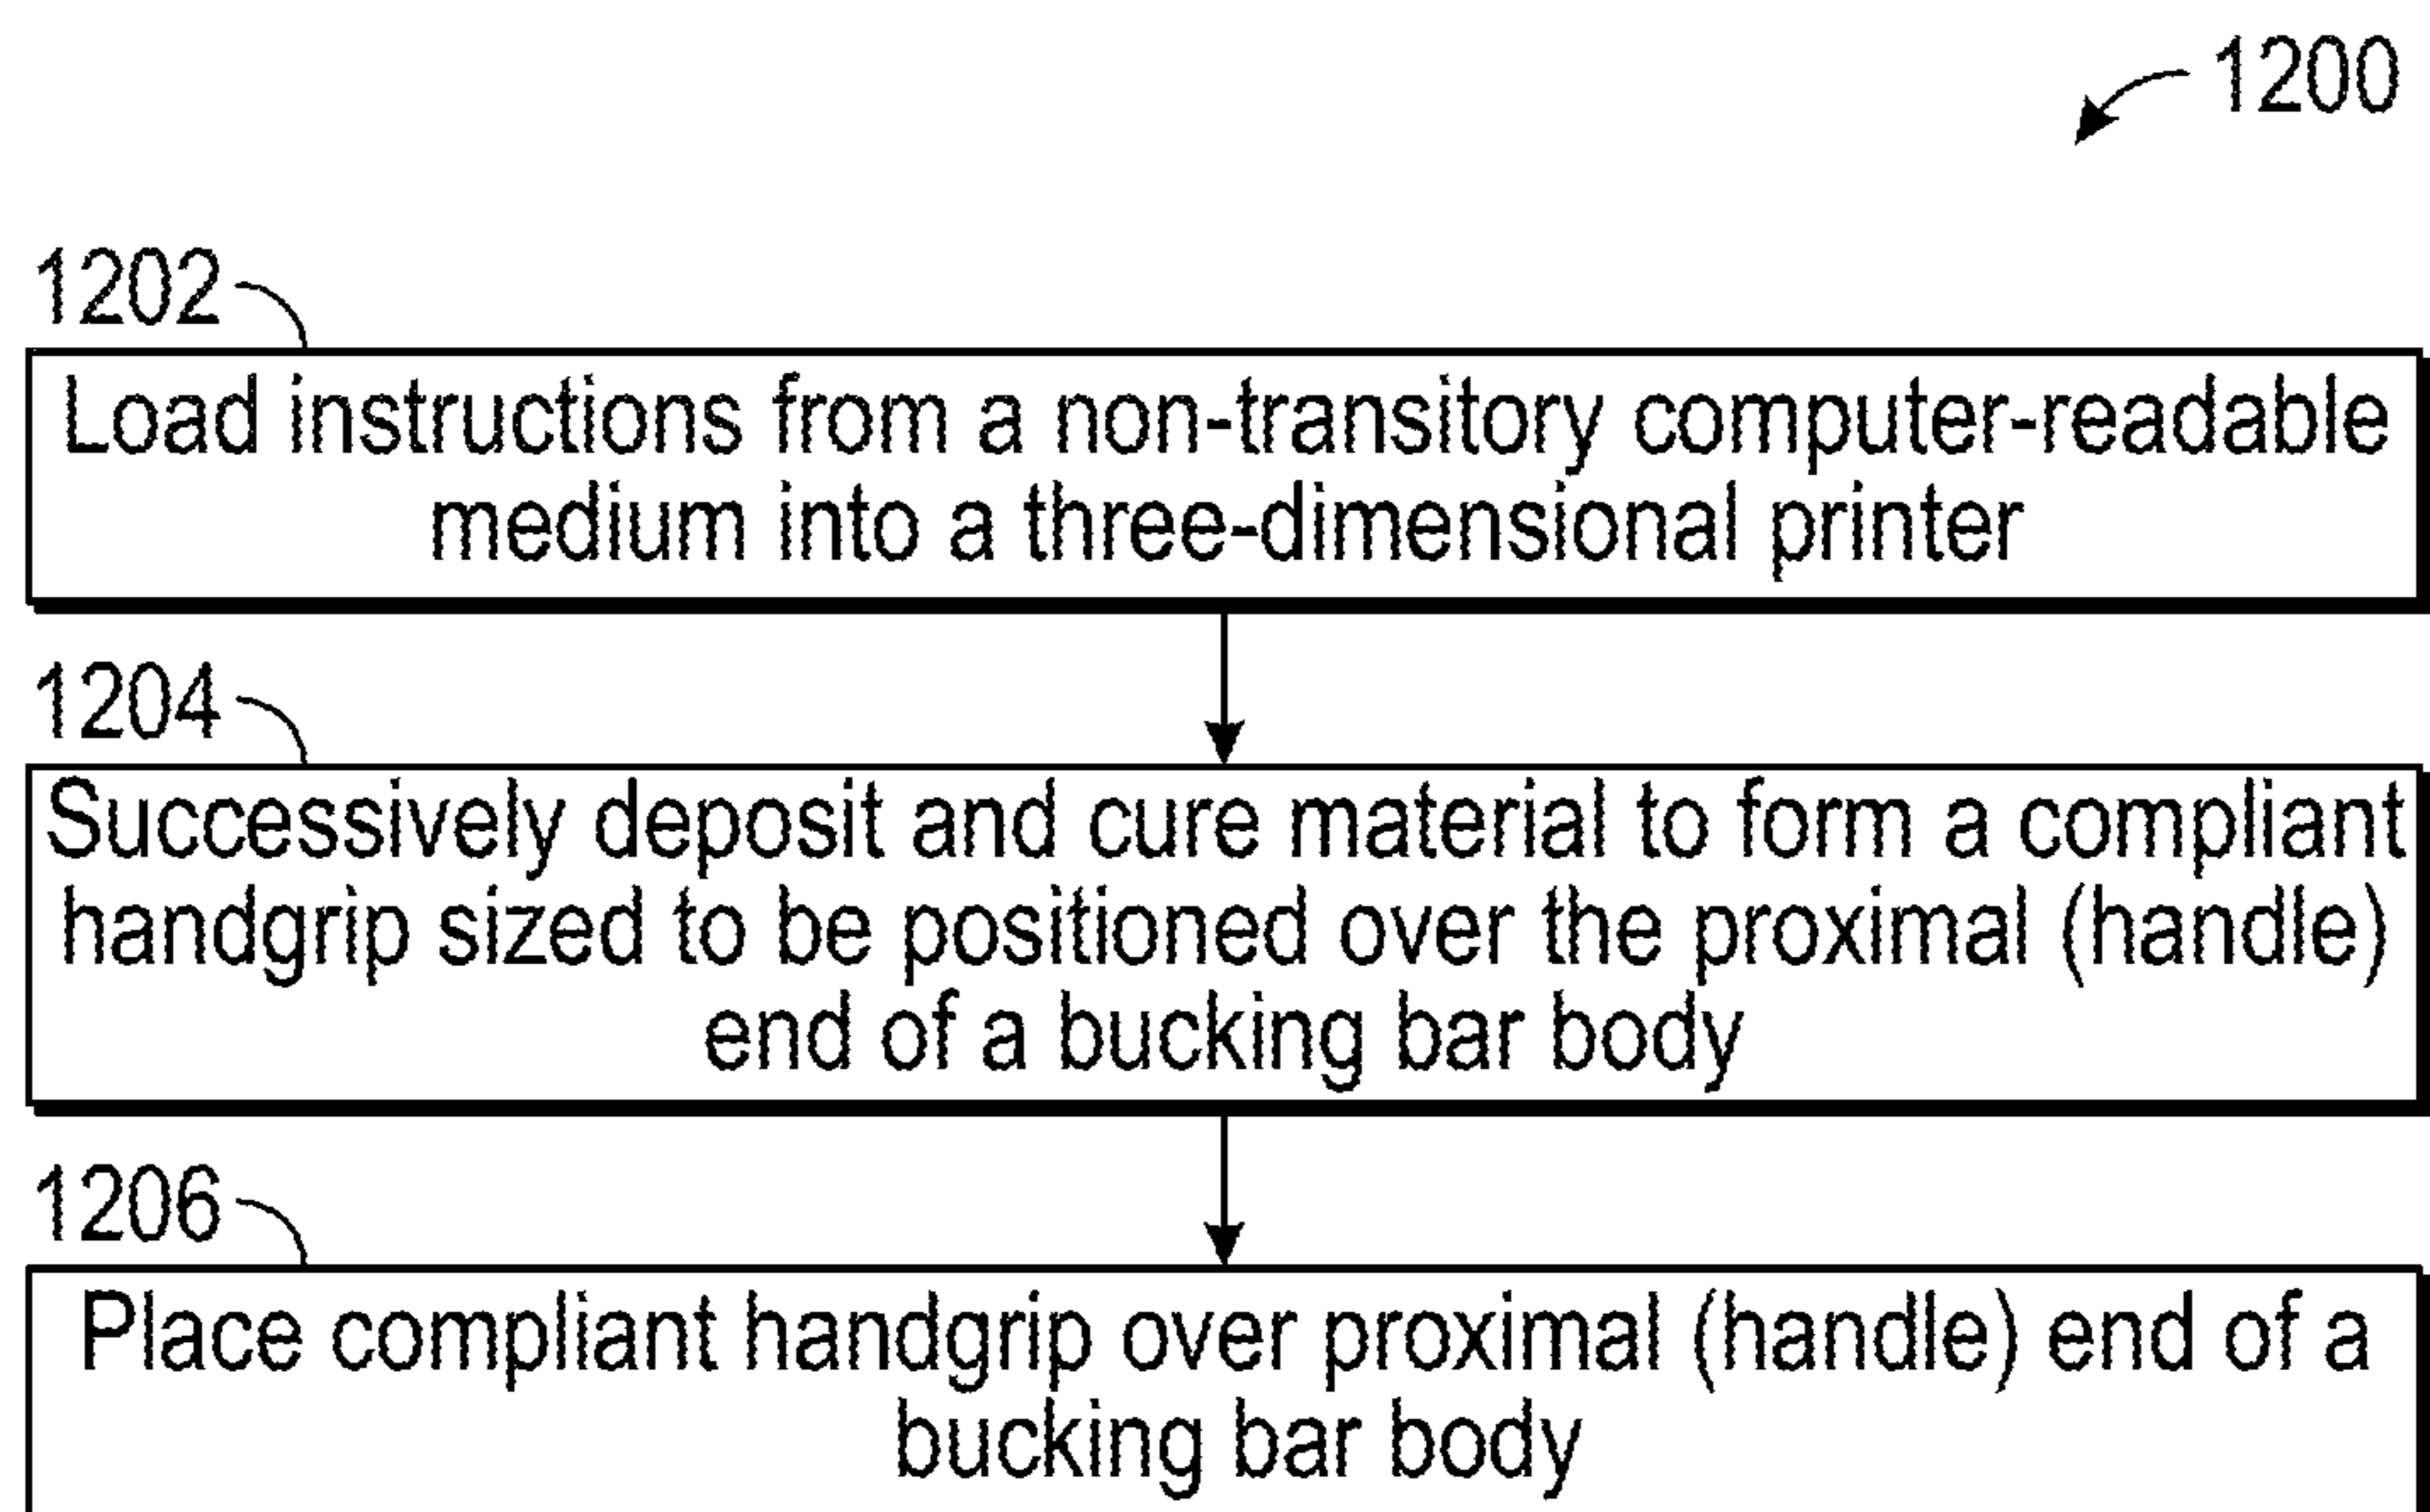 1200
1202
Load instructions from a non-transitory computer-readable
medium into a three-dimensional printer
1204
Successively deposit and cure material to form a compliant
handgrip sized to be positioned over the proximal (handle)
end of a bucking bar body
1206
Place compliant handgrip over proximal (handle) end of a
bucking bar body